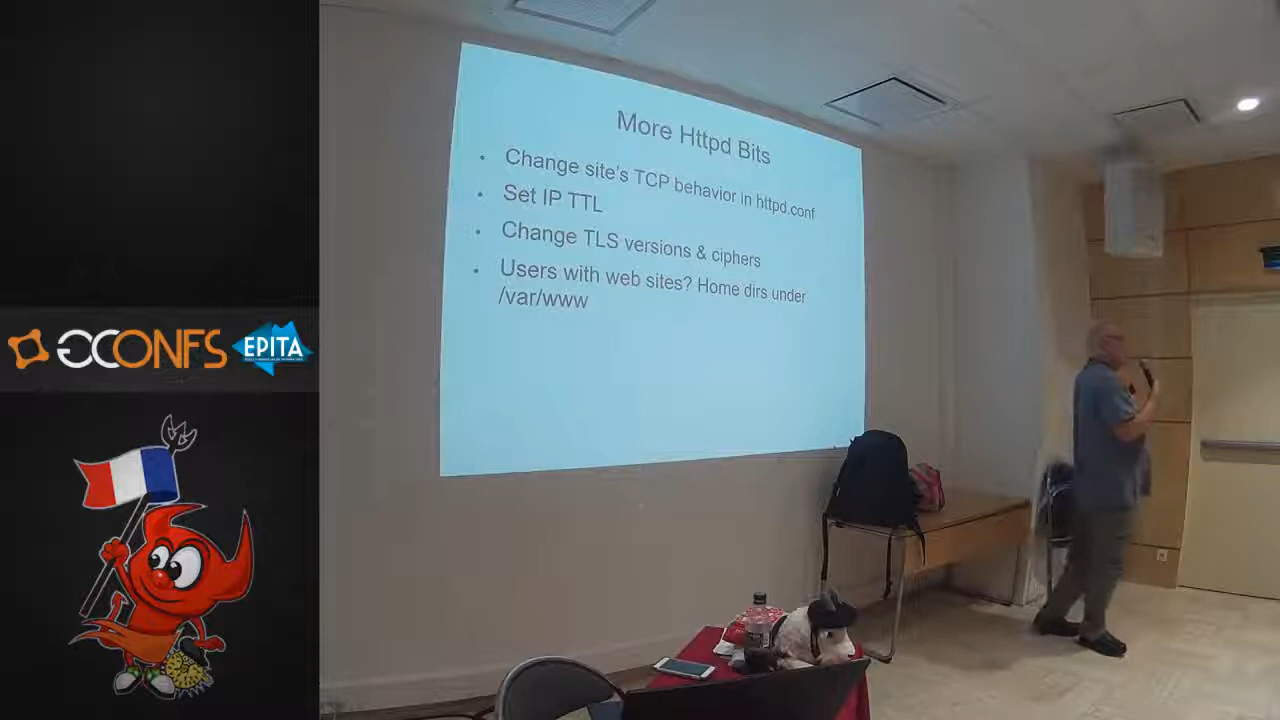 More Httpd Bits
Change site's TCP behavior in httpd.conf
Set IP TTL
Change TLS versions & ciphers
Users with web sites? Home dirs under
/var/www
GCONFS
EPITA